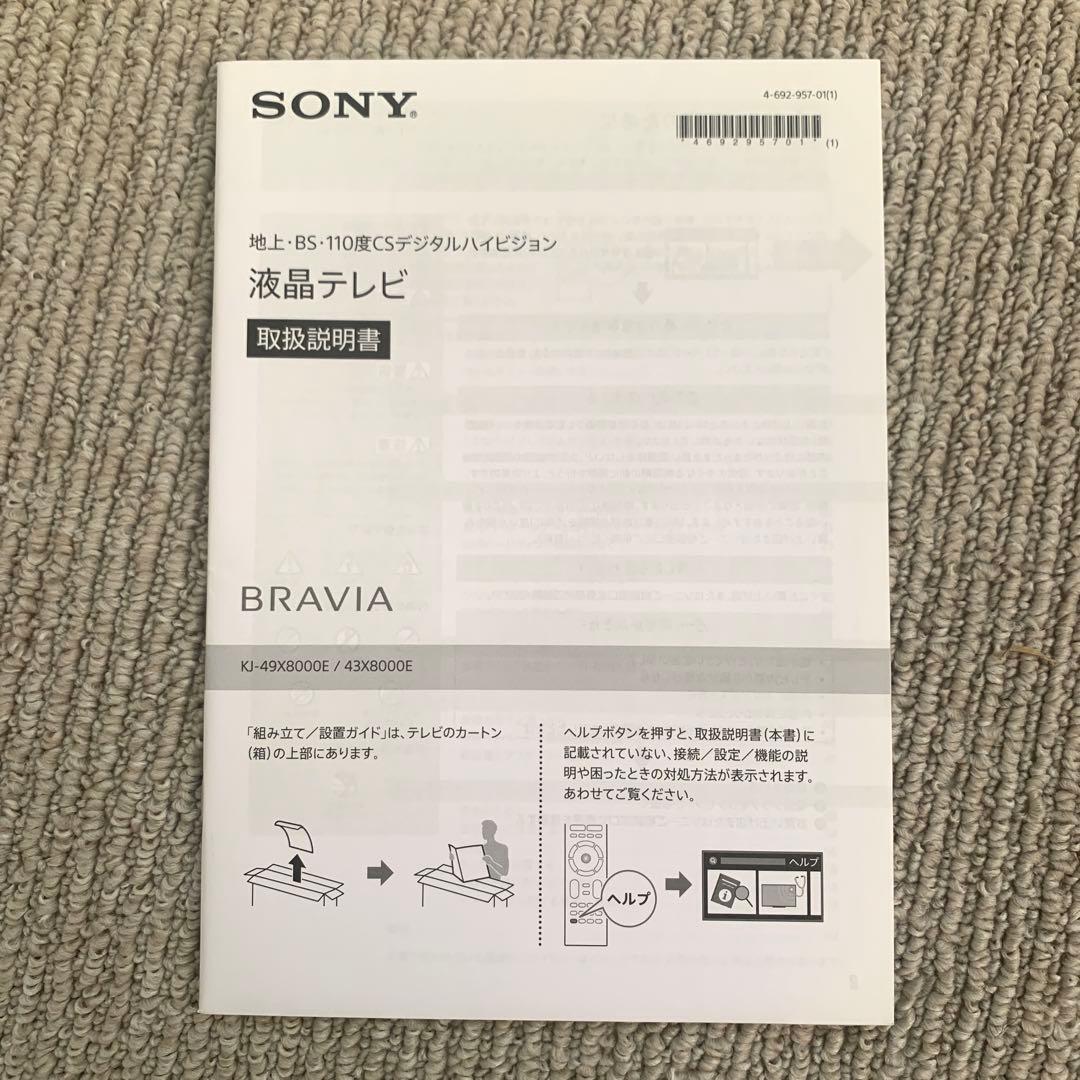 SONY®
4-692-957-01(1)
*469295701* (1)
地上・BS・110度CSデジタルハイビジョン
液晶テレビ
取扱説明書
BRAVIA
KJ-49X8000E / 43X8000E
「組み立て／設置ガイド」は、テレビのカートン
（箱）の上部にあります。
ヘルプボタンを押すと、取扱説明書（本書）に
記載されていない、接続／設定／機能の説
明や困ったときの対処方法が表示されます。
あわせてご覧ください。
ヘルプ
ヘルプ